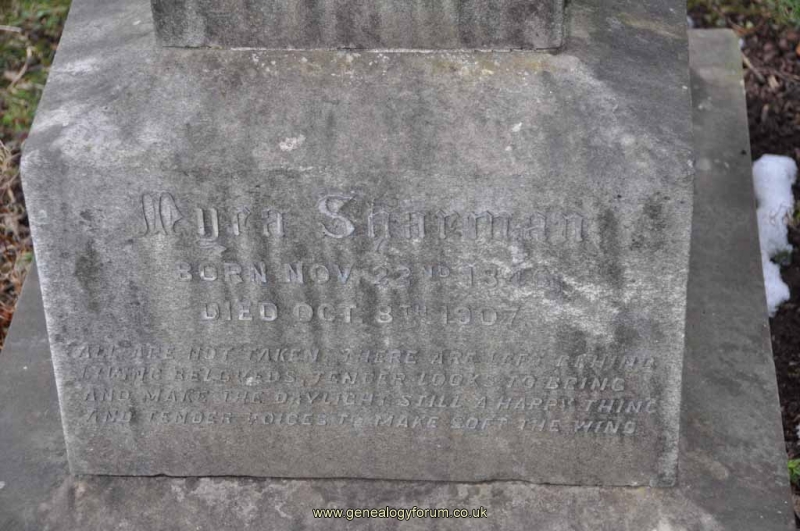 Myra Sharman
BORN NOV. 22ND
DIED OCT. 8TH 1907
ALL ARE NOT TAKEN; THERE ARE LEFT BEHIND
LIVING BELOVEDS, TENDER LOOKS TO BRING
AND MAKE THE DAYLIGHT STILL A HAPPY THING
AND TENDER VOICES TO MAKE SOFT THE WIND
www.genealogyforum.co.uk